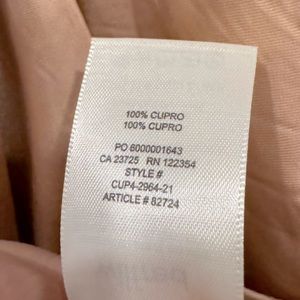 100% CUPRO
100% CUPRO
PO 6000001643
CA 23725 RN 122354
STYLE #
CUP4-2964-21
ARTICLE # 82724